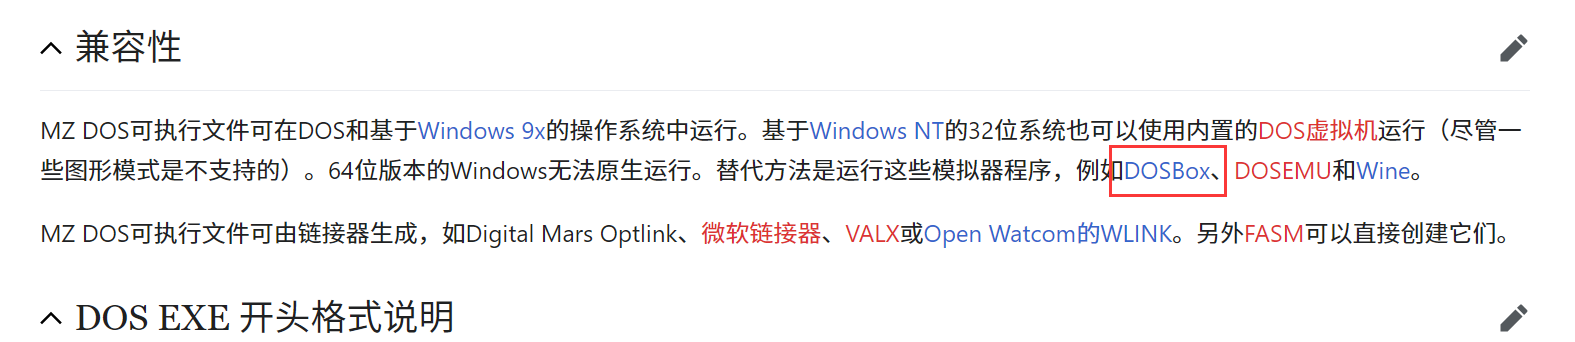 兼容性
MZ DOS可执行文件可在DOS和基于Windows 9x的操作系统中运行。基于Windows NT的32位系统也可以使用内置的DOS虚拟机运行（尽管一
些图形模式是不支持的）。64位版本的Windows无法原生运行。替代方法是运行这些模拟器程序，例如DOSBox、DOSEMU和Wine。
MZ DOS可执行文件可由链接器生成，如Digital Mars Optlink、微软链接器、VALX或Open Watcom的WLINK。另外FASM可以直接创建它们。
DOS EXE 开头格式说明